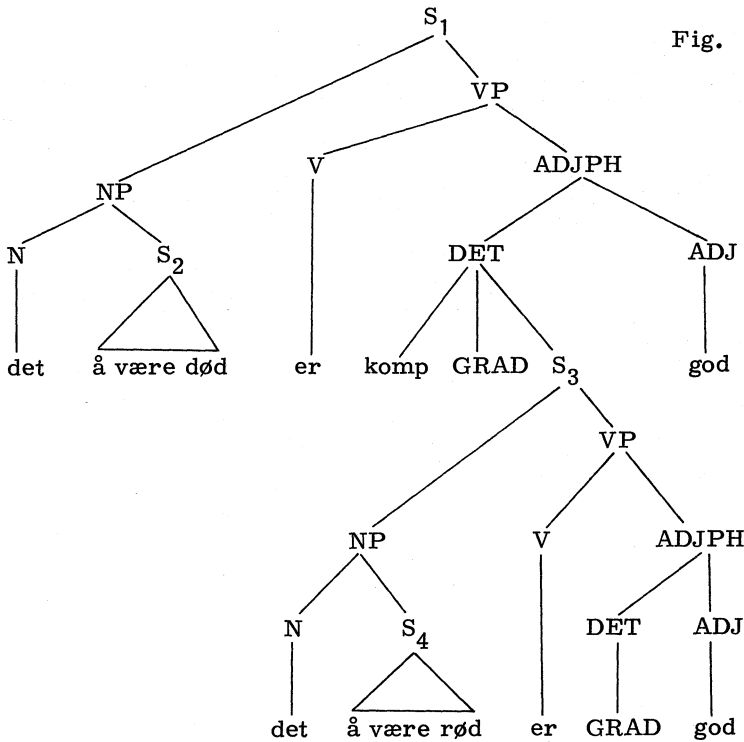 S1
Fig.
VP
V ADJPH
NP
N S2 DET ADJ
det å være død er komp GRAD S3 god
VP
NP V ADJPH
N S4 DET ADJ
det å være rød er GRAD god